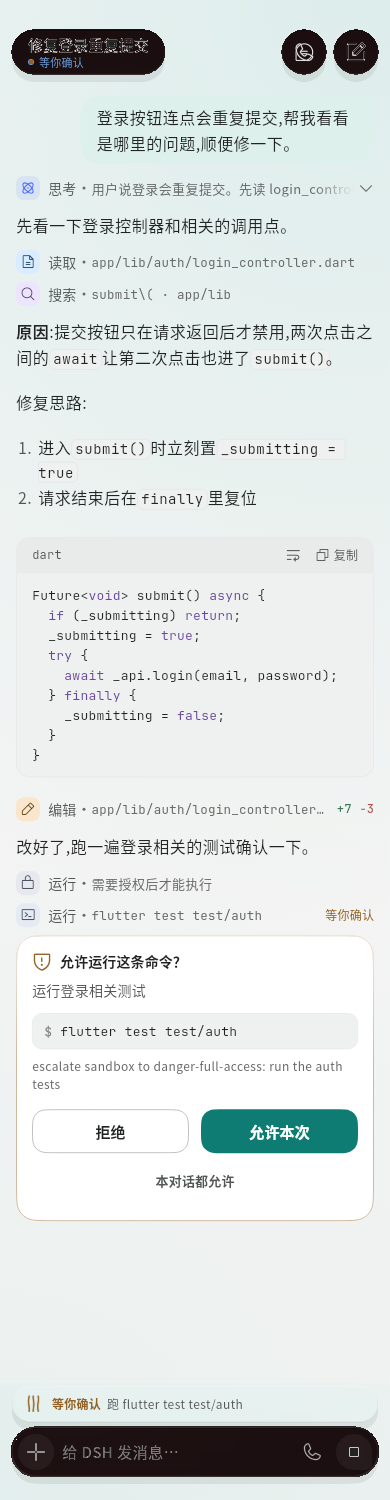 修复登录重复提交
等你确认
登录按钮连点会重复提交,帮我看看
是哪里的问题,顺便修一下。
思考・用户说登录会重复提交。先读 login_contro
先看一下登录控制器和相关的调用点。
读取・app/lib/auth/login_controller.dart
搜索・submit\( · app/lib
原因:提交按钮只在请求返回后才禁用,两次点击之
间的 await 让第二次点击也进了 submit()。
修复思路:
1. 进入 submit() 时立刻置 _submitting =
true
2. 请求结束后在 finally 里复位
dart 复制
Future<void> submit() async {
  if (_submitting) return;
  _submitting = true;
  try {
    await _api.login(email, password);
  } finally {
    _submitting = false;
  }
}
编辑・app/lib/auth/login_controller… +7 -3
改好了,跑一遍登录相关的测试确认一下。
运行・需要授权后才能执行
运行・flutter test test/auth 等你确认
允许运行这条命令?
运行登录相关测试
$ flutter test test/auth
escalate sandbox to danger-full-access: run the auth
tests
拒绝 允许本次
本对话都允许
等你确认 跑 flutter test test/auth
给 DSH 发消息…